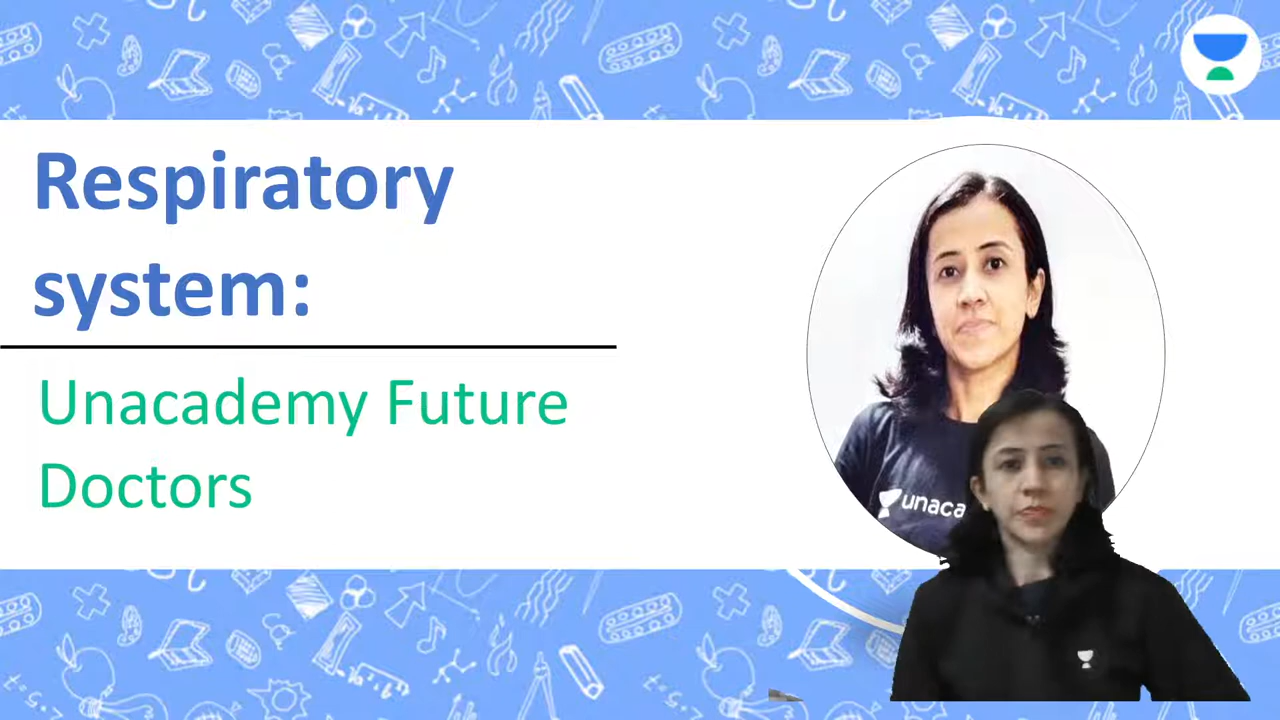 Respiratory
system:
Unacademy Future
Doctors
unaca